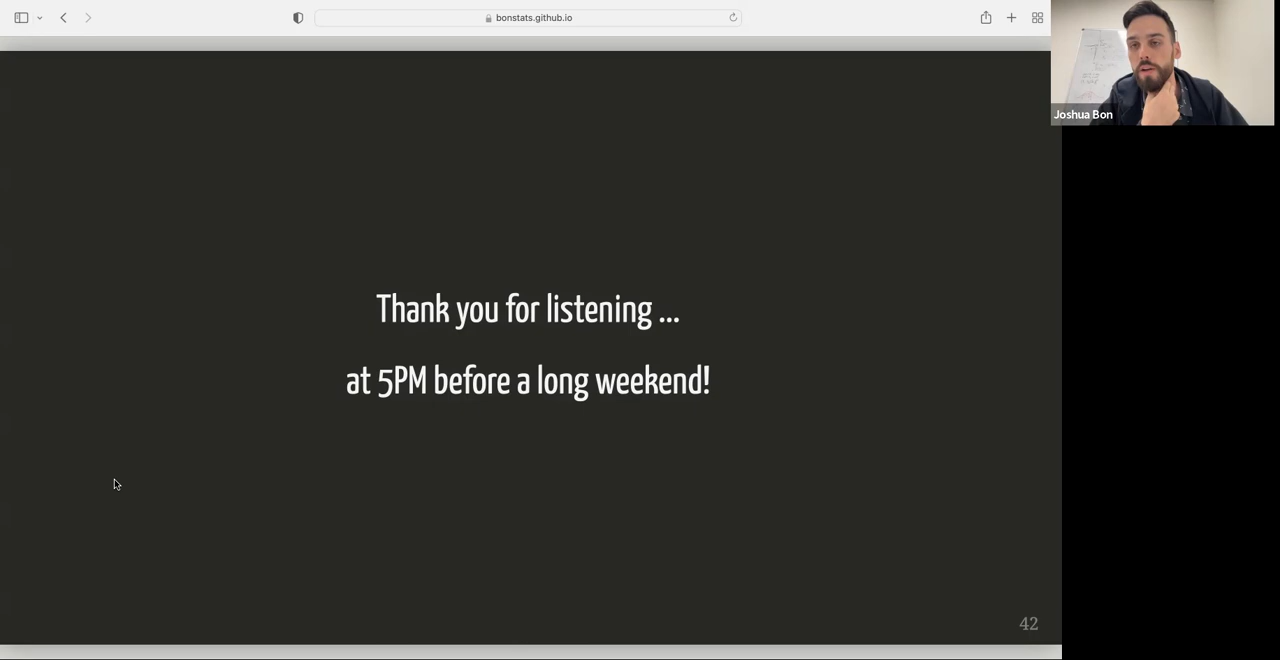 bonstats.github.io
Joshua Bon
Thank you for listening ...
at 5PM before a long weekend!
42